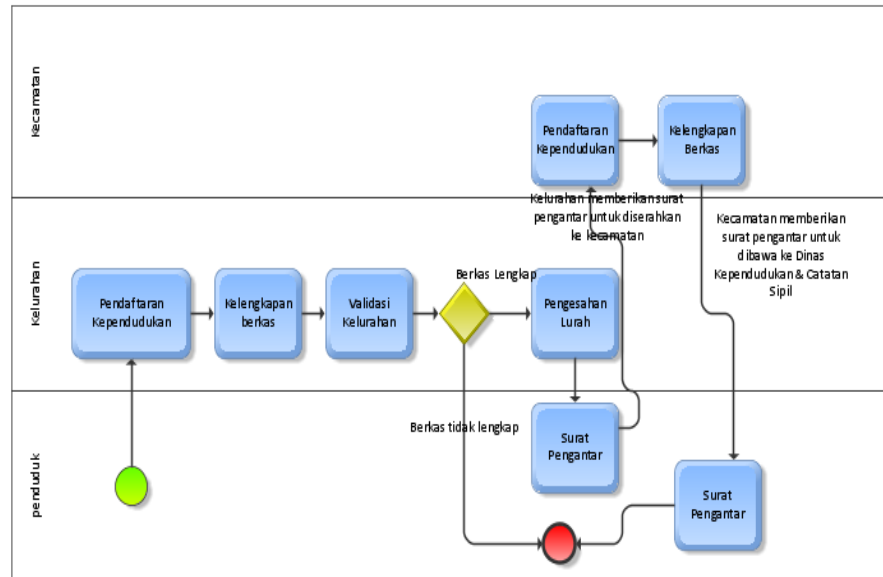 Kecamatan
Pendaftaran
Kependudukan
Kelengkapan
Berkas
Kelurahan memberikan surat
pengantar untuk diserahkan
ke kecamatan
Kecamatan memberikan
surat pengantar untuk
dibawa ke Dinas
Kependudukan & Catatan
Sipil
Kelurahan
Pendaftaran
Kependudukan
Kelengkapan
berkas
Validasi
Kelurahan
Berkas Lengkap
Pengesahan
Lurah
penduduk
Berkas tidak lengkap
Surat
Pengantar
Surat
Pengantar